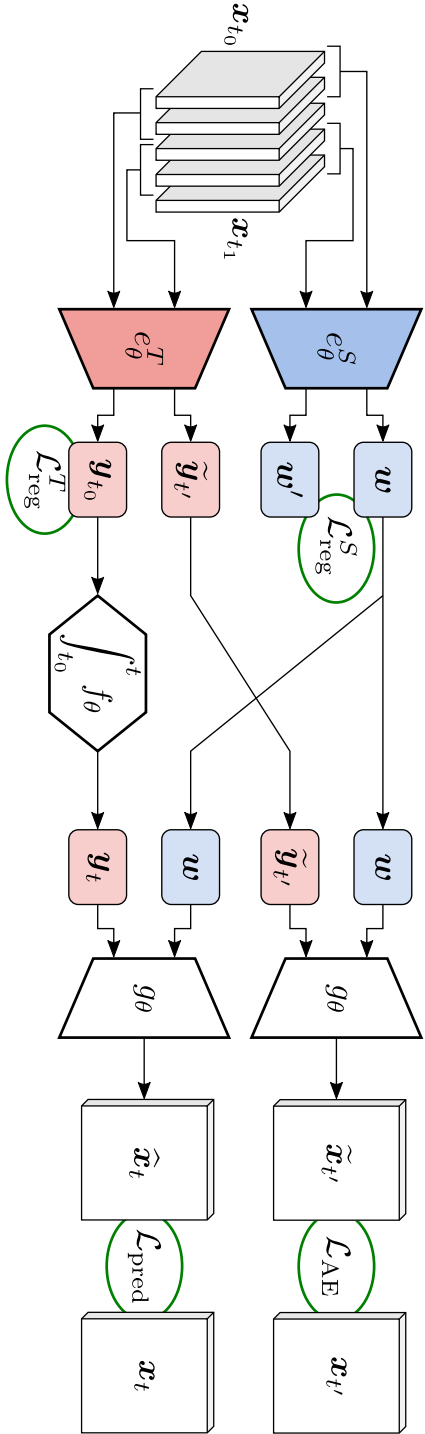 w
w
e_θ^S
ℒ_reg^S
g_θ
x̃_{t′}
ℒ_AE
x_{t′}
w′
ỹ_{t′}
x_{t_0}
x_{t_1}
ỹ_{t′}
w
e_θ^T
g_θ
x̂_t
ℒ_pred
x_t
y_{t_0}
∫_{t_0}^t f_θ
y_t
ℒ_reg^T